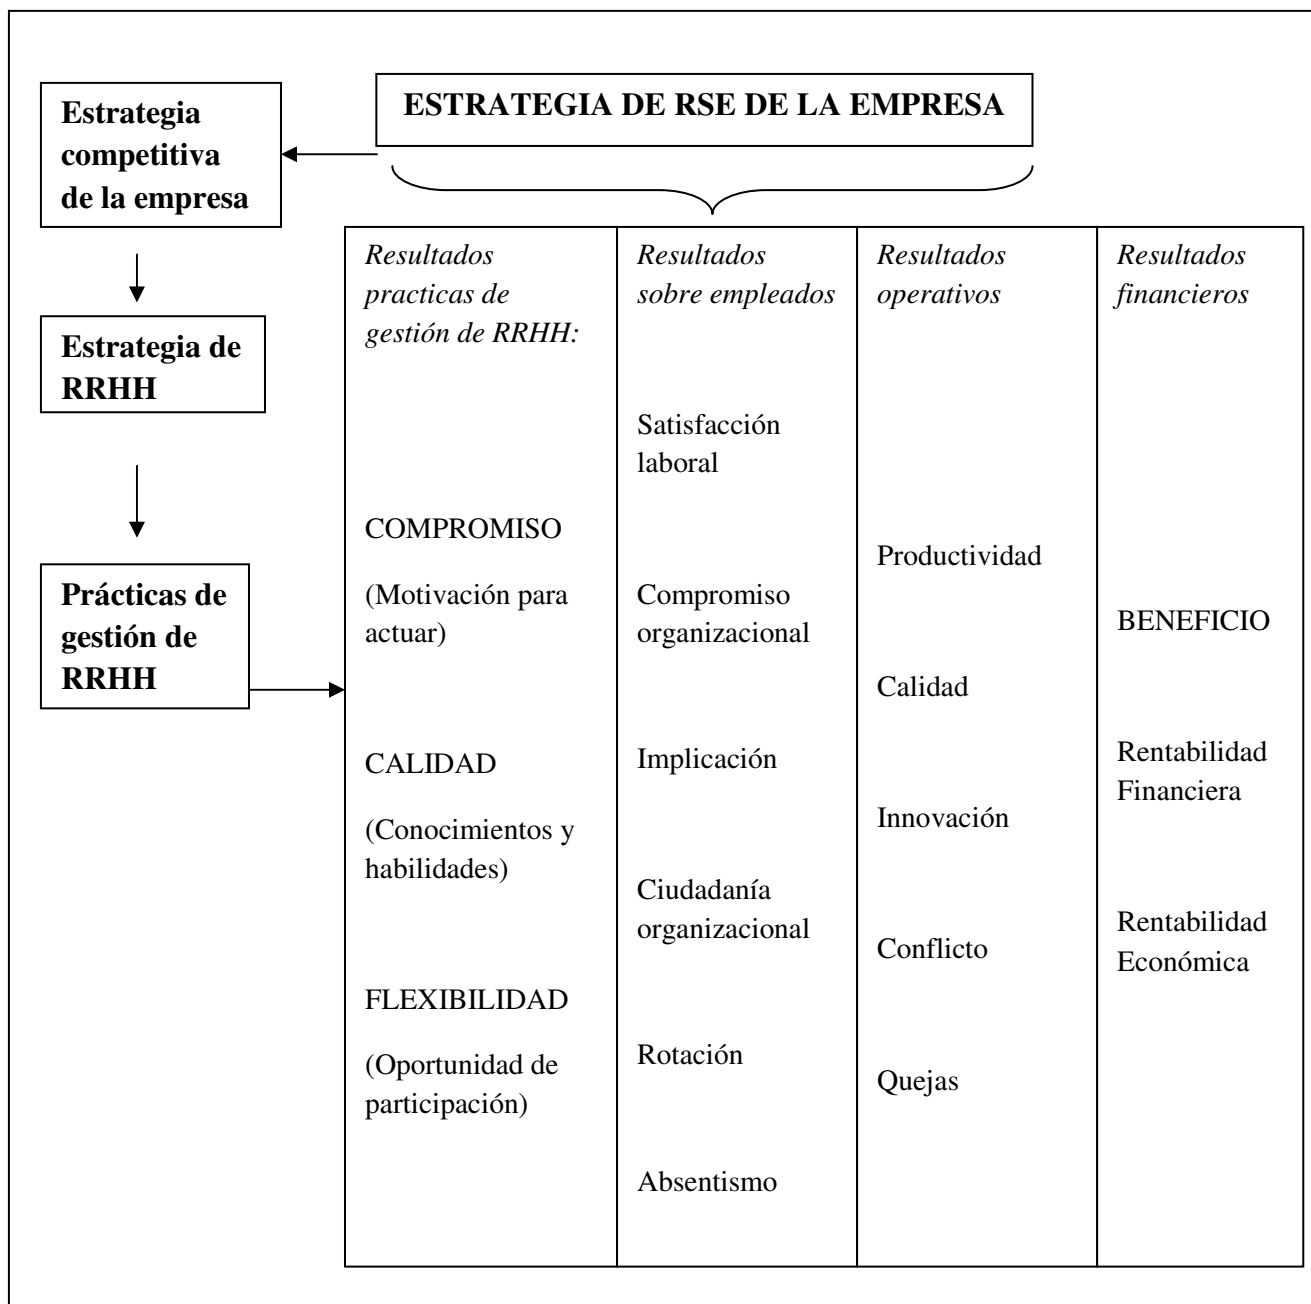 Estrategia
competitiva
de la empresa
ESTRATEGIA DE RSE DE LA EMPRESA
Estrategia de
RRHH
Prácticas de
gestión de
RRHH
Resultados
practicas de
gestión de RRHH:
COMPROMISO
(Motivación para
actuar)
CALIDAD
(Conocimientos y
habilidades)
FLEXIBILIDAD
(Oportunidad de
participación)
Resultados
sobre empleados
Satisfacción
laboral
Compromiso
organizacional
Implicación
Ciudadanía
organizacional
Rotación
Absentismo
Resultados
operativos
Productividad
Calidad
Innovación
Conflicto
Quejas
Resultados
financieros
BENEFICIO
Rentabilidad
Financiera
Rentabilidad
Económica